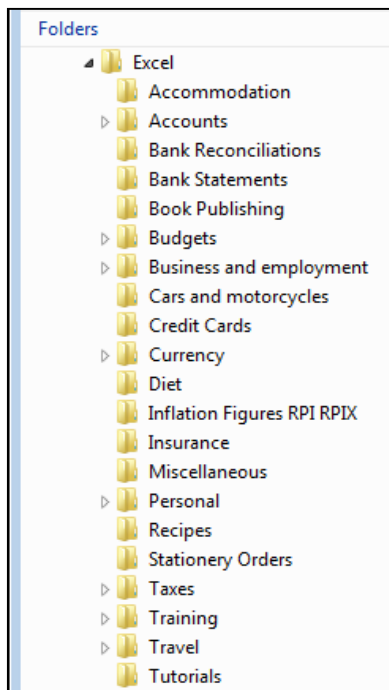 Folders
Excel
Accommodation
Accounts
Bank Reconciliations
Bank Statements
Book Publishing
Budgets
Business and employment
Cars and motorcycles
Credit Cards
Currency
Diet
Inflation Figures RPI RPIX
Insurance
Miscellaneous
Personal
Recipes
Stationery Orders
Taxes
Training
Travel
Tutorials